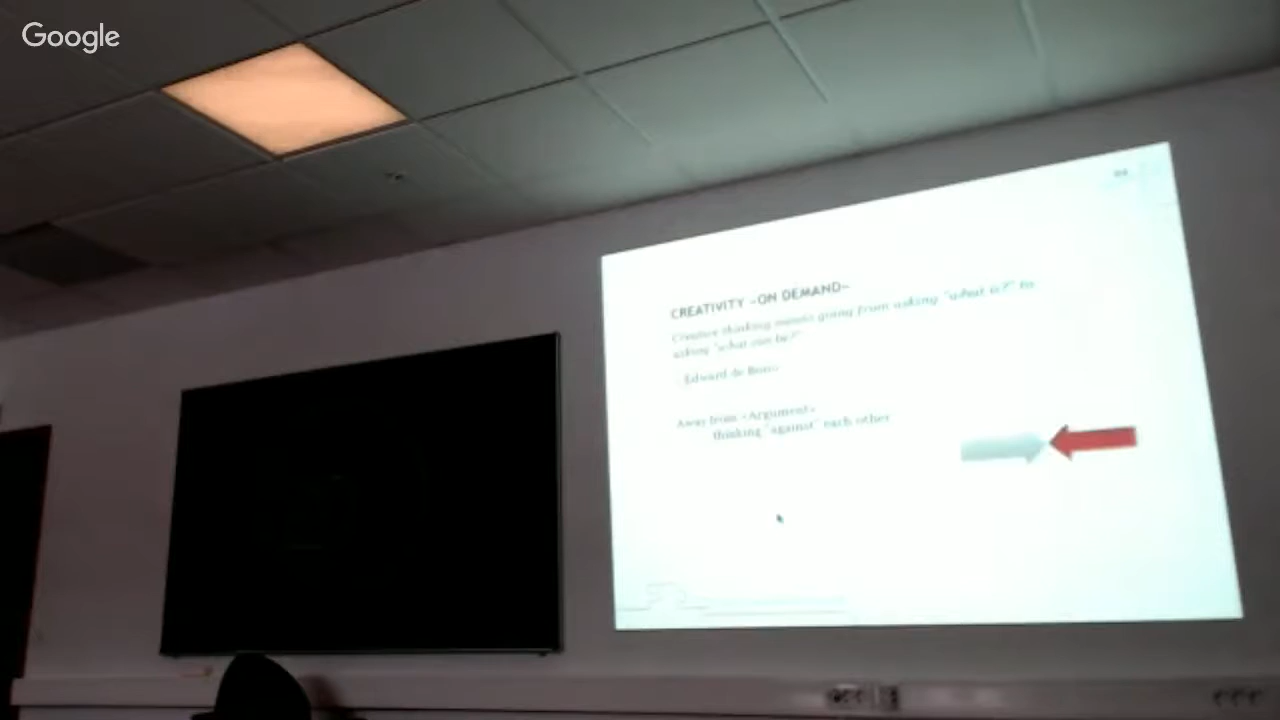 Google
CREATIVITY «ON DEMAND»
Creative thinking means going from asking "what is?" to
asking "what can be?"
- Edward de Bono
Away from «Argument»
thinking "against" each other